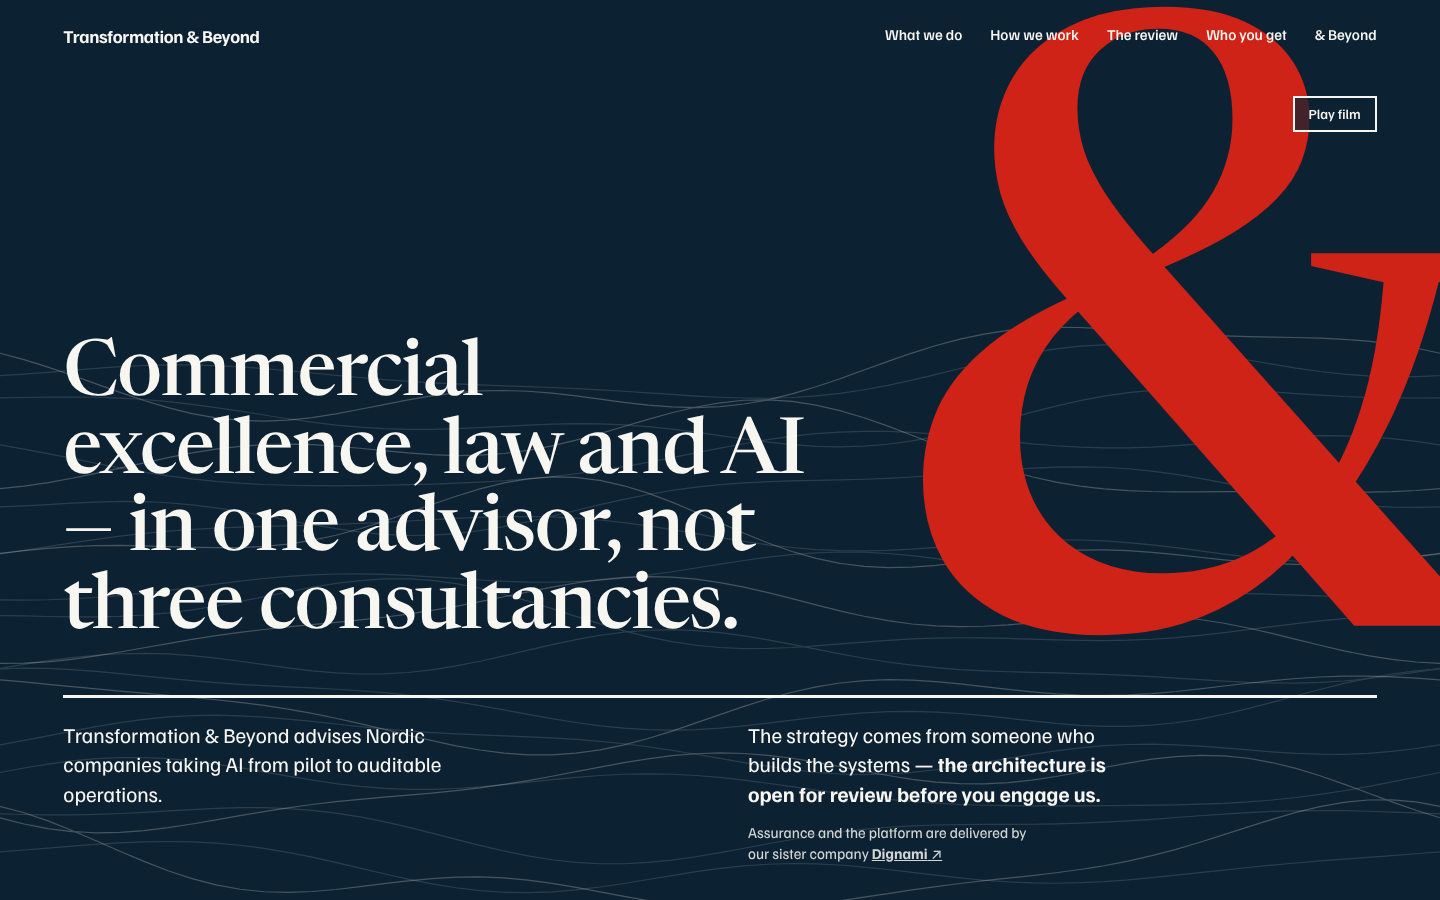 Transformation & Beyond
What we do
How we work
The review
Who you get
& Beyond
Play film
&
Commercial
excellence, law and AI
— in one advisor, not
three consultancies.
Transformation & Beyond advises Nordic
companies taking AI from pilot to auditable
operations.
The strategy comes from someone who
builds the systems — the architecture is
open for review before you engage us.
Assurance and the platform are delivered by
our sister company Dignami ↗